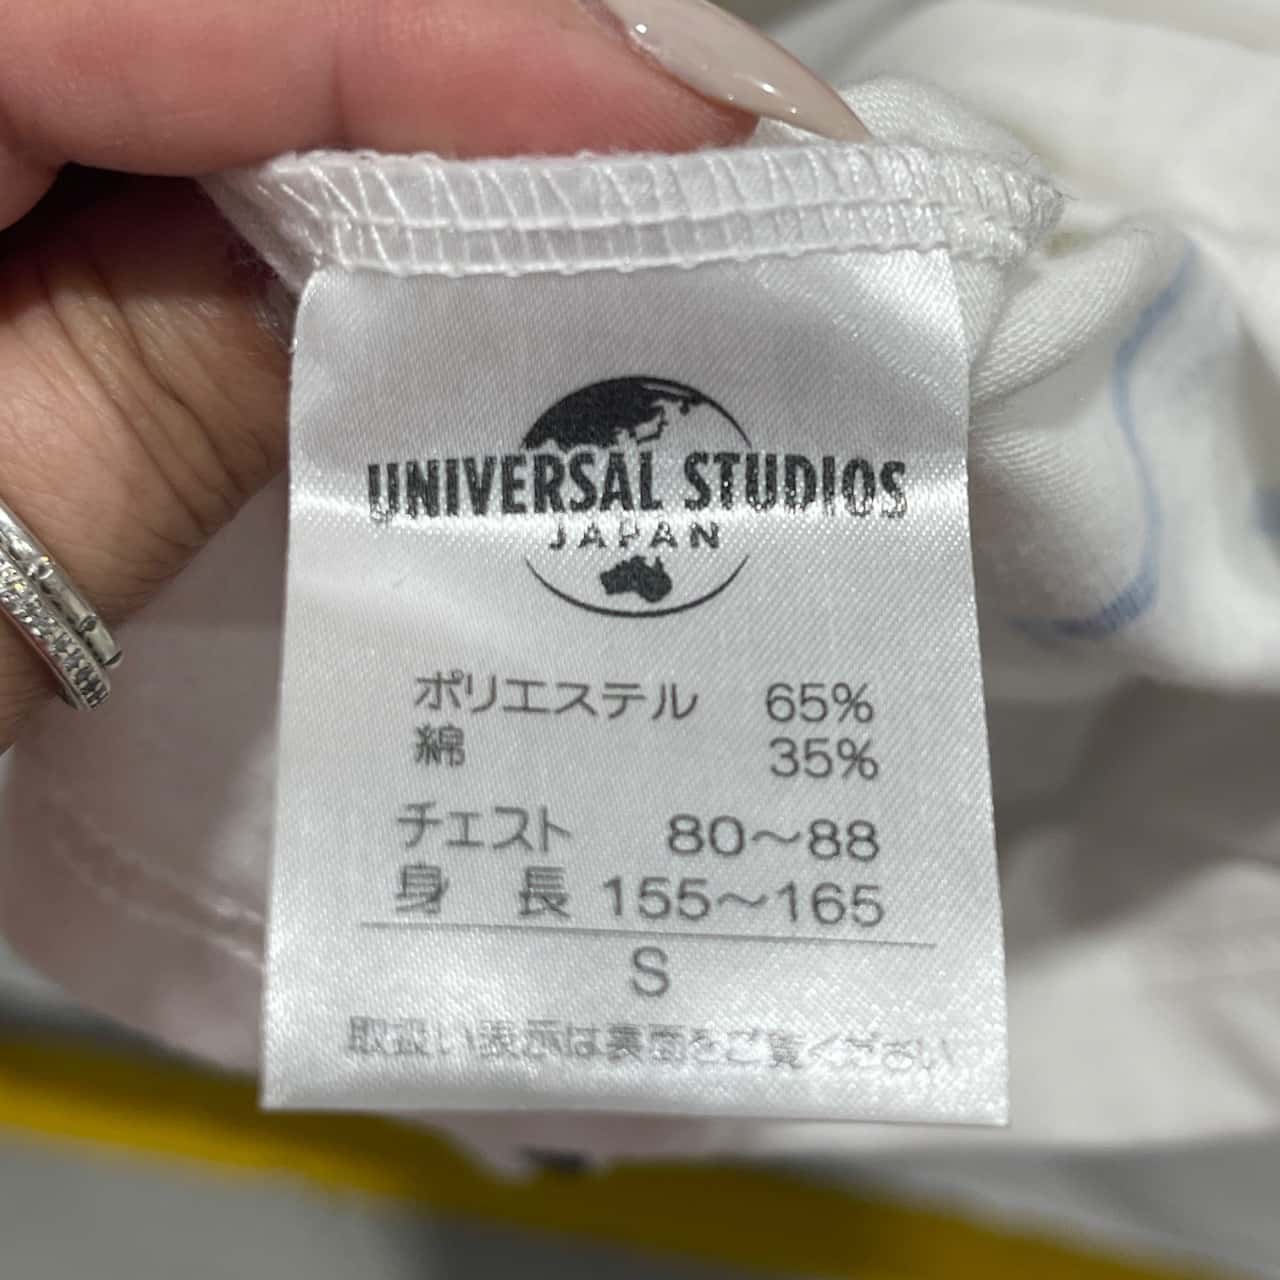 UNIVERSAL STUDIOS
JAPAN
ポリエステル 65%
綿 35%
チェスト 80〜88
身 長 155〜165
S
取扱い表示は表面をご覧ください